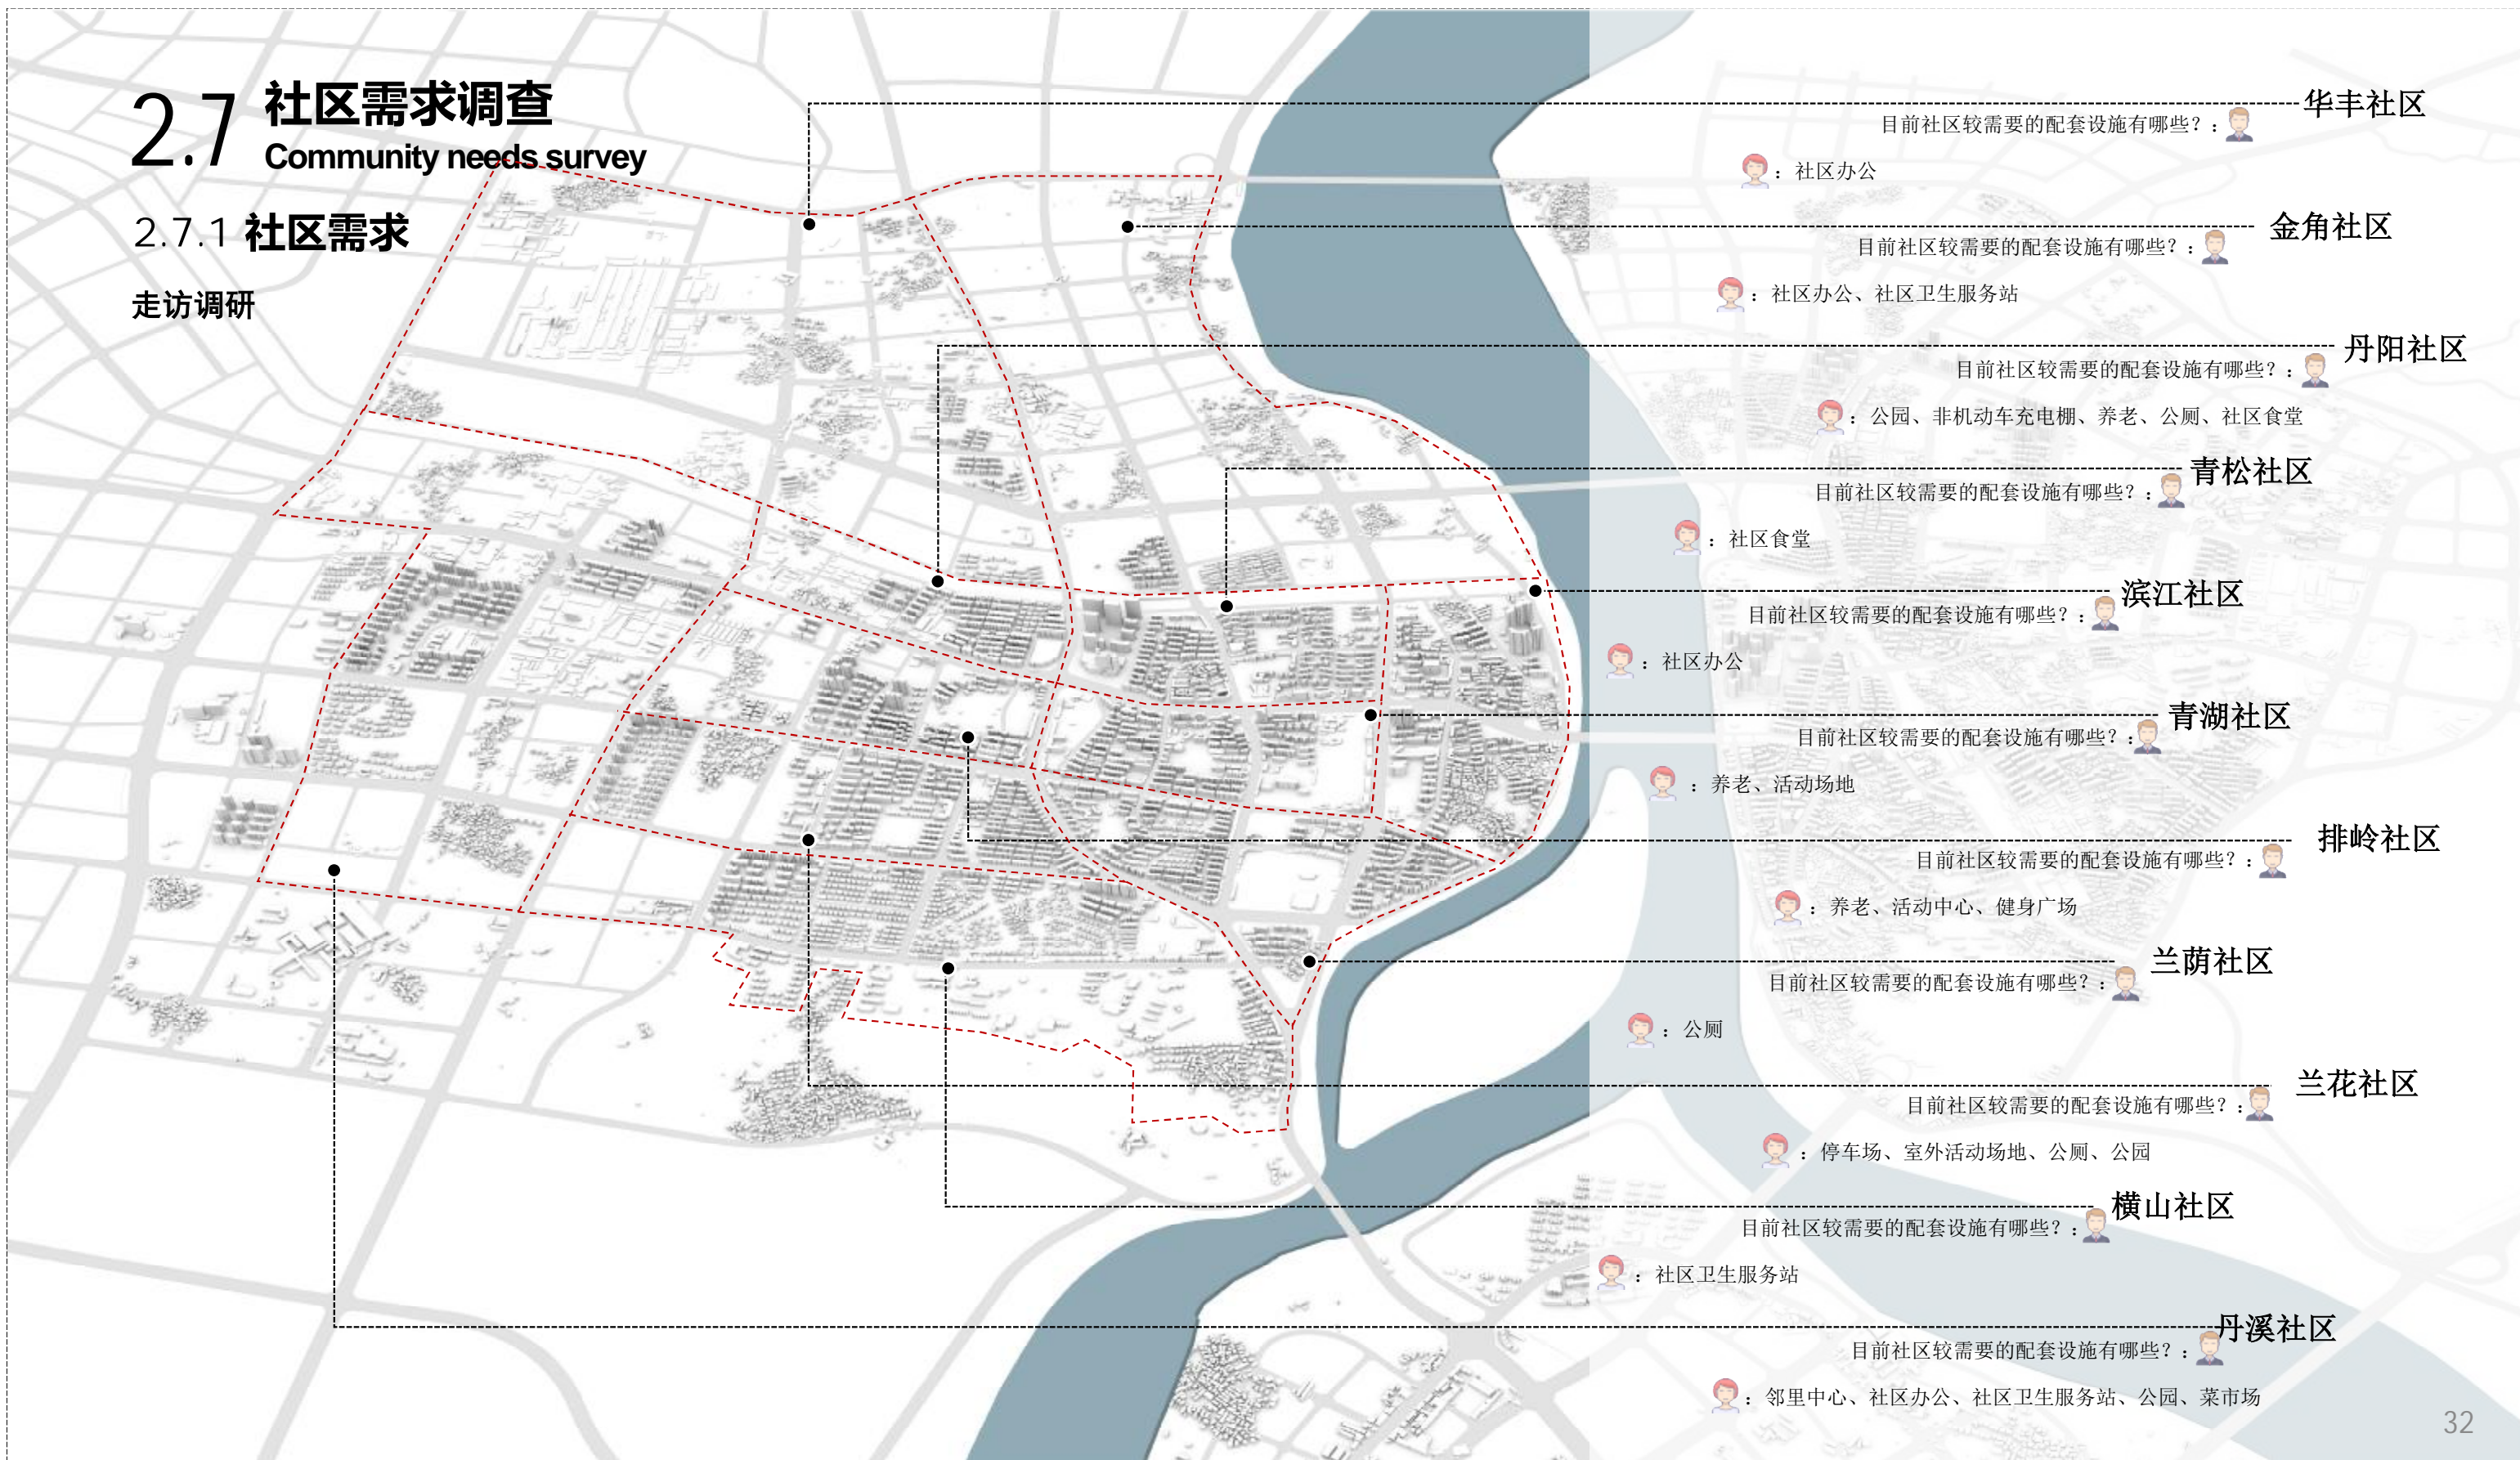 2.7 社区需求调查
Community needs survey
2.7.1 社区需求
走访调研
华丰社区
目前社区较需要的配套设施有哪些？：
：社区办公
金角社区
目前社区较需要的配套设施有哪些？：
：社区办公、社区卫生服务站
丹阳社区
目前社区较需要的配套设施有哪些？：
：公园、非机动车充电棚、养老、公厕、社区食堂
青松社区
目前社区较需要的配套设施有哪些？：
：社区食堂
滨江社区
目前社区较需要的配套设施有哪些？：
：社区办公
青湖社区
目前社区较需要的配套设施有哪些？：
：养老、活动场地
排岭社区
目前社区较需要的配套设施有哪些？：
：养老、活动中心、健身广场
兰荫社区
目前社区较需要的配套设施有哪些？：
：公厕
兰花社区
目前社区较需要的配套设施有哪些？：
：停车场、室外活动场地、公厕、公园
横山社区
目前社区较需要的配套设施有哪些？：
：社区卫生服务站
丹溪社区
目前社区较需要的配套设施有哪些？：
：邻里中心、社区办公、社区卫生服务站、公园、菜市场
32